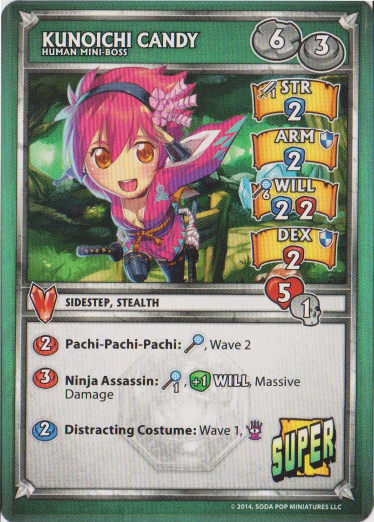 KUNOICHI CANDY
HUMAN MINI-BOSS
6 3
STR
2
ARM
2
6 WILL
2 2
DEX
2
5
1
SIDESTEP, STEALTH
2 Pachi-Pachi-Pachi: , Wave 2
3 Ninja Assassin: 1, +1 WILL, Massive
Damage
2 Distracting Costume: Wave 1,
SUPER
© 2014, SODA POP MINIATURES LLC